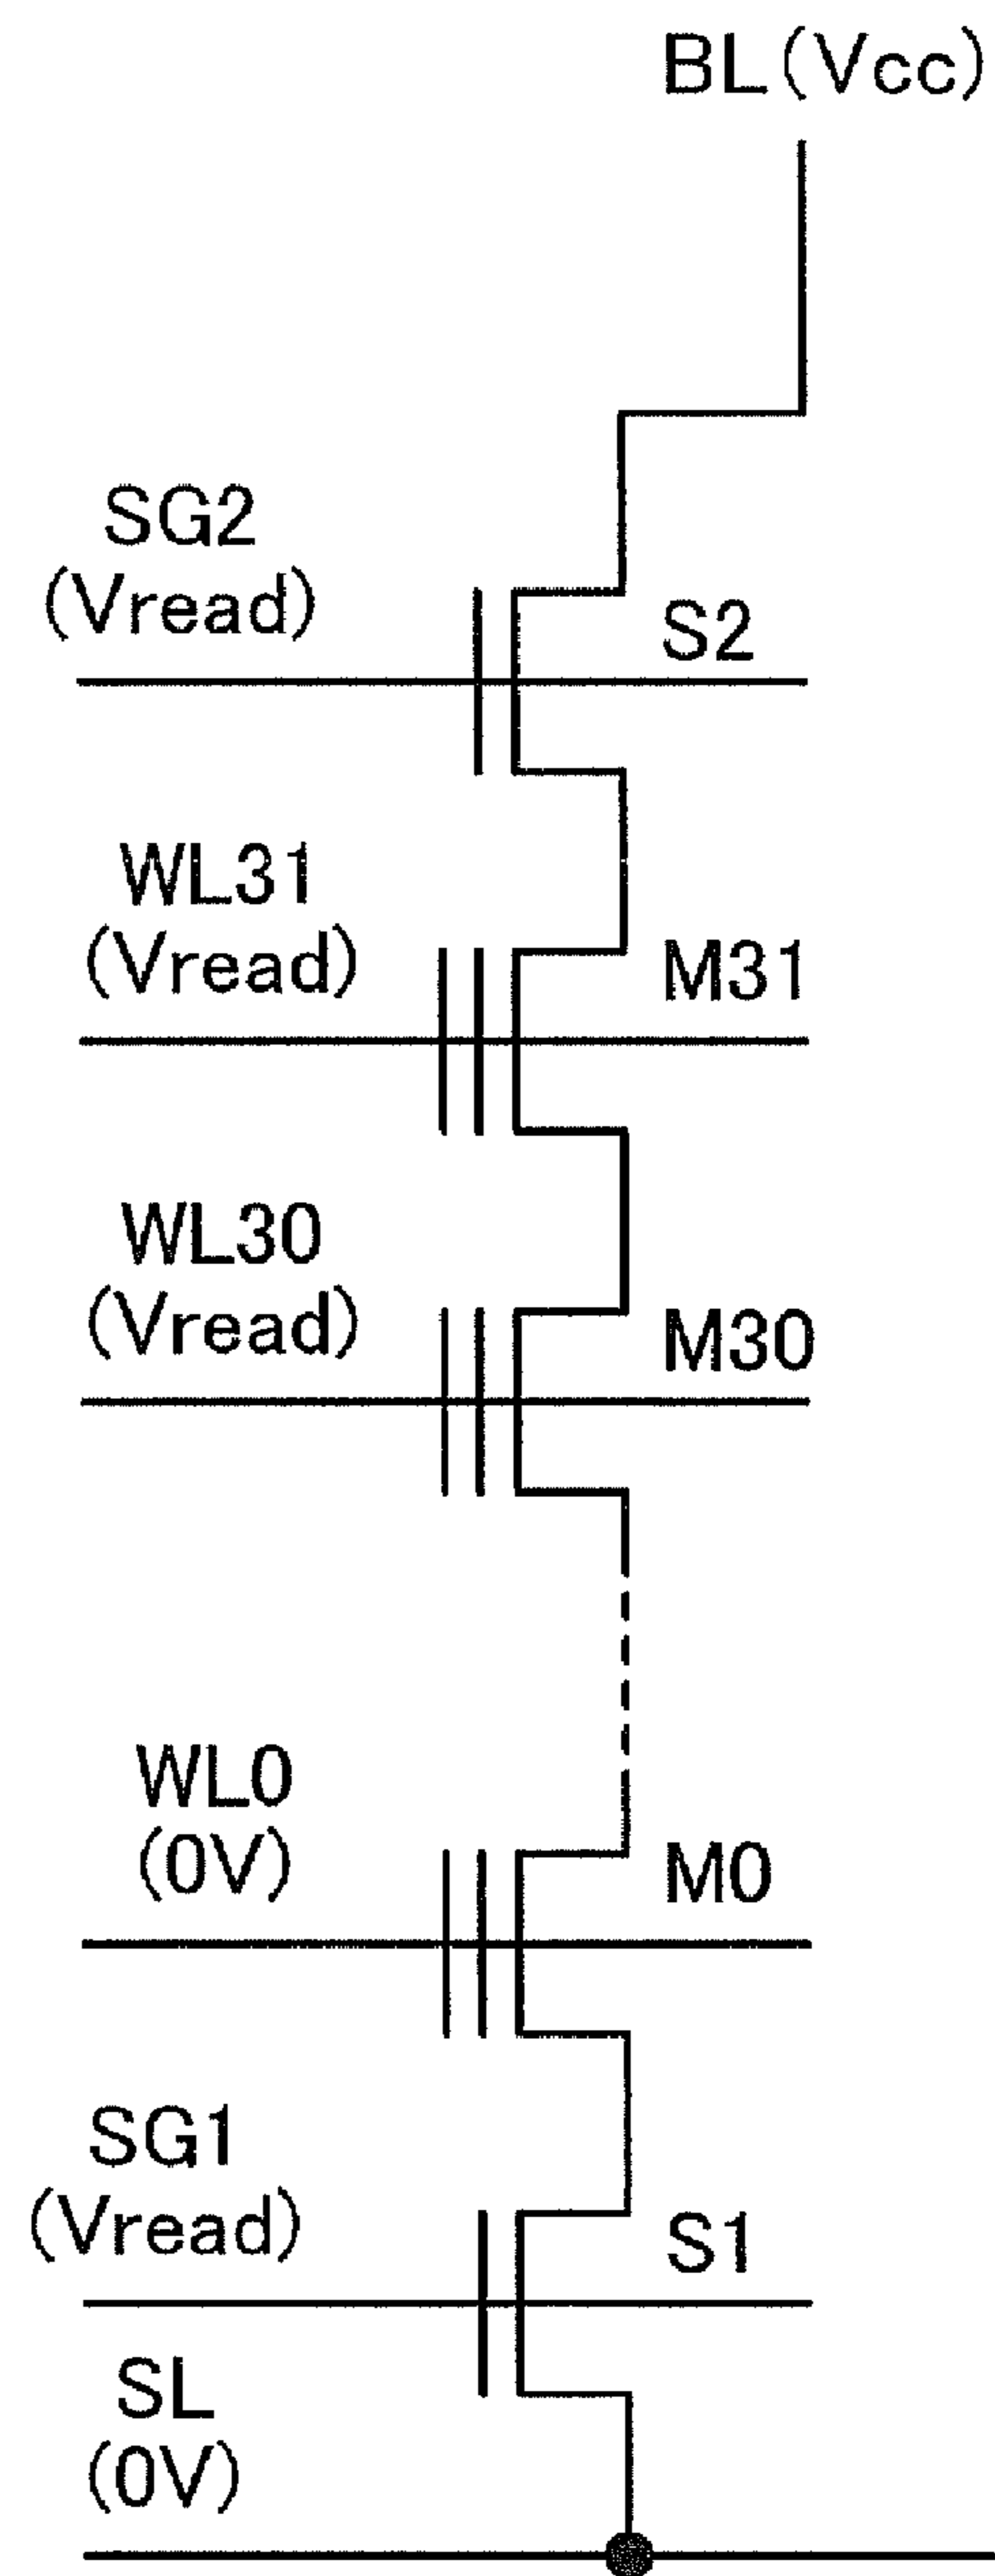 BL(Vcc)
SG2
(Vread)
S2
WL31
(Vread)
M31
WL30
(Vread)
M30
WL0
(0V)
M0
SG1
(Vread)
S1
SL
(0V)